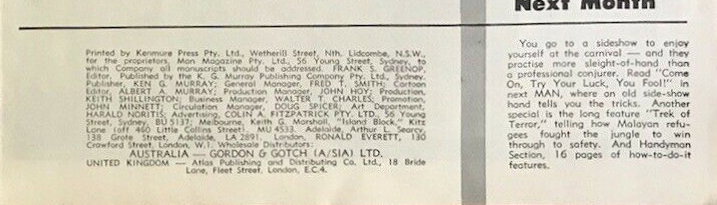 Printed by Kenmure Press Pty. Ltd., Wetherill Street, Nth. Lidcombe, N.S.W.,
for the proprietors, Man Magazine Pty. Ltd., 56 Young Street, Sydney, to
which Company all manuscripts should be addressed. FRANK S. GREENOP,
Editor, Published by the K. G. Murray Publishing Company Pty. Ltd., Sydney.
Publisher, KEN G. MURRAY; General Manager, FRED T. SMITH; Cartoon
Editor, ALBERT A. MURRAY; Production Manager, JOHN HOY; Production,
KEITH SHILLINGTON; Business Manager, WALTER T. CHARLES; Promotion,
JOHN MINNETT; Circulation Manager, DOUG SPICER; Art Department,
HARALD NORITIS; Advertising, COLIN A. FITZPATRICK PTY. LTD., 56 Young
Street, Sydney, BU 5137; Melbourne, Keith G. Marshall, "Island Block," Kitz
Lane (off 460 Little Collins Street). MU 4533. Adelaide, Arthur L. Searcy,
138 Grote Street, Adelaide, LA 2891. London, RONALD EVERETT, 130
Crawford Street, London, W.1; Wholesale Distributors:
AUSTRALIA — GORDON & GOTCH (A/SIA) LTD.
UNITED KINGDOM — Atlas Publishing and Distributing Co. Ltd., 18 Bride
Lane, Fleet Street, London, E.C.4.
Next Month
You go to a sideshow to enjoy
yourself at the carnival — and they
practise more sleight-of-hand than
a professional conjurer. Read "Come
On, Try Your Luck, You Fool!" in
next MAN, where an old side-show
hand tells you the tricks. Another
special is the long feature "Trek of
Terror," telling how Malayan refu-
gees fought the jungle to win
through to safety. And Handyman
Section, 16 pages of how-to-do-it
features.